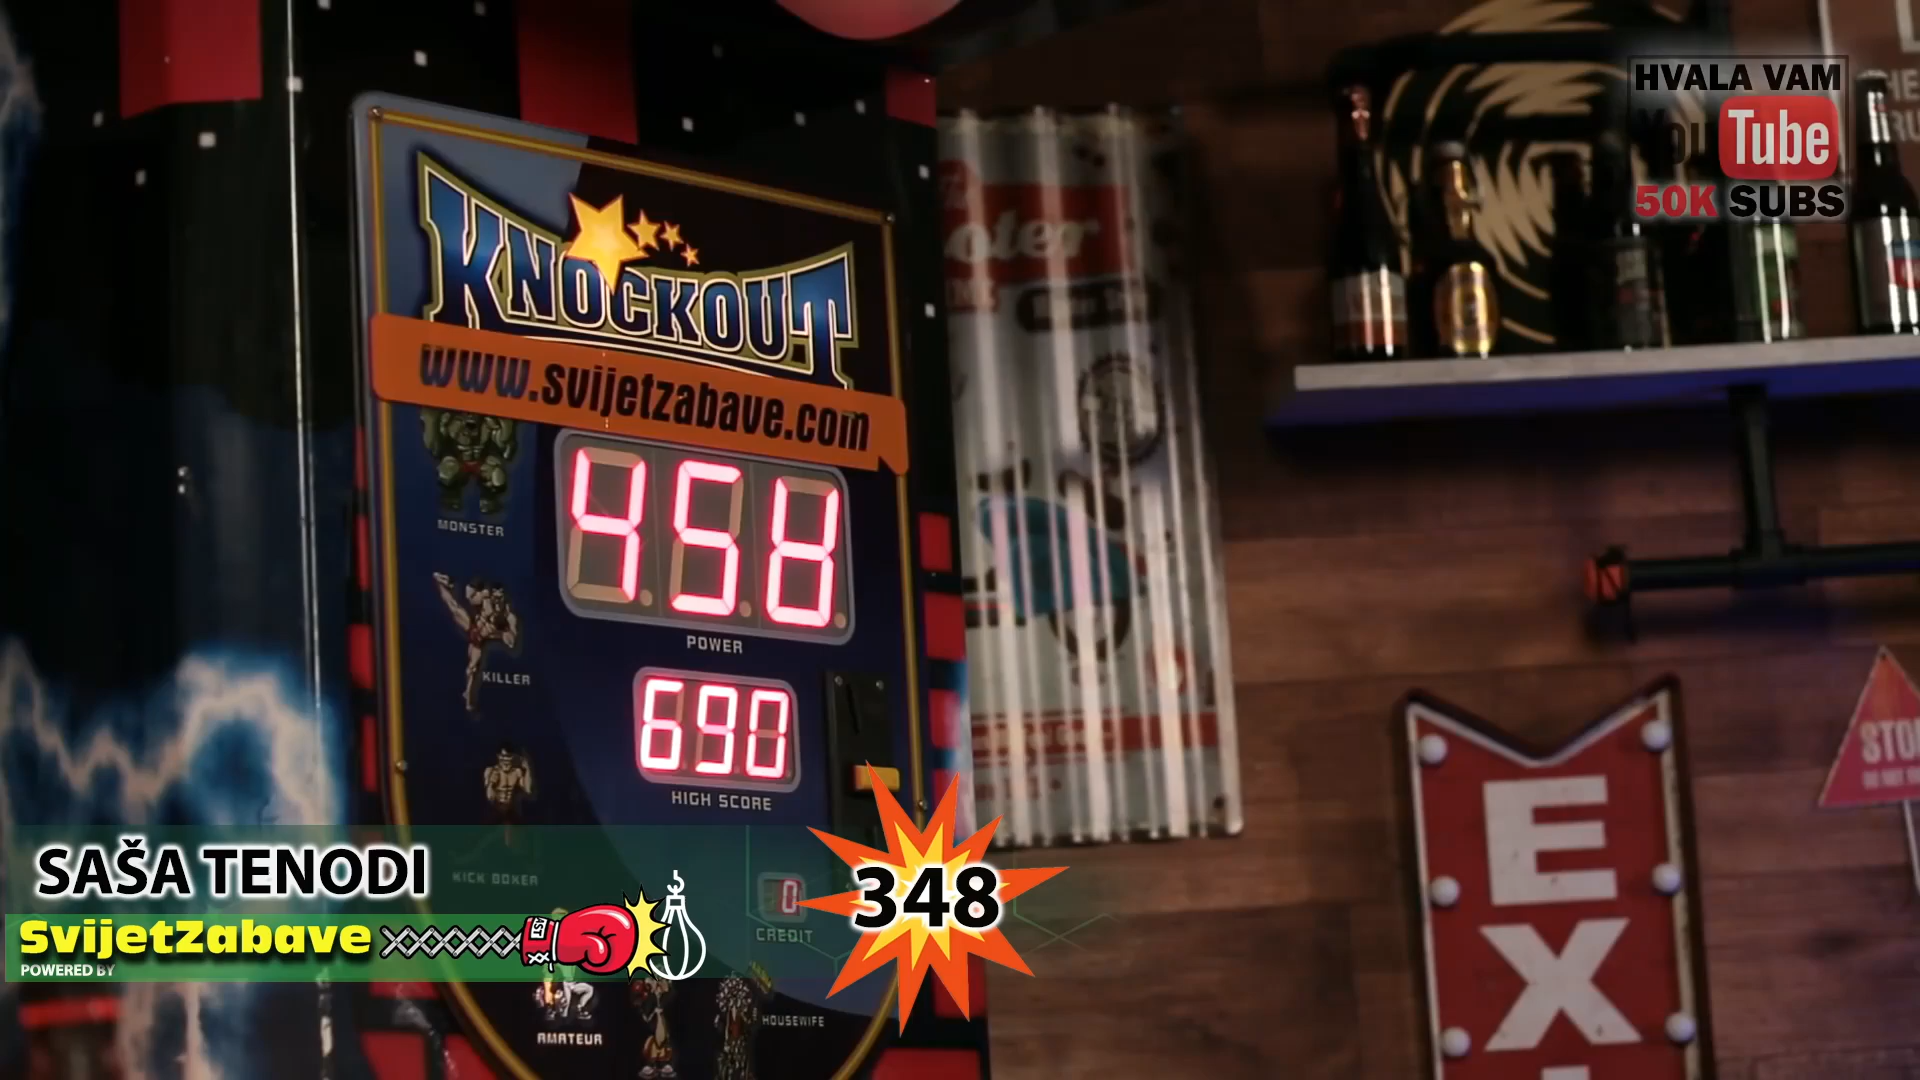 HVALA VAM
YouTube
50K SUBS
KNOCKOUT
www.svijetzabave.com
MONSTER
POWER
KILLER
690
HIGH SCORE
KICK BOXER
0
CREDIT
AMATEUR
HOUSEWIFE
SAŠA TENODI
348
SvijetZabave
POWERED BY
EX